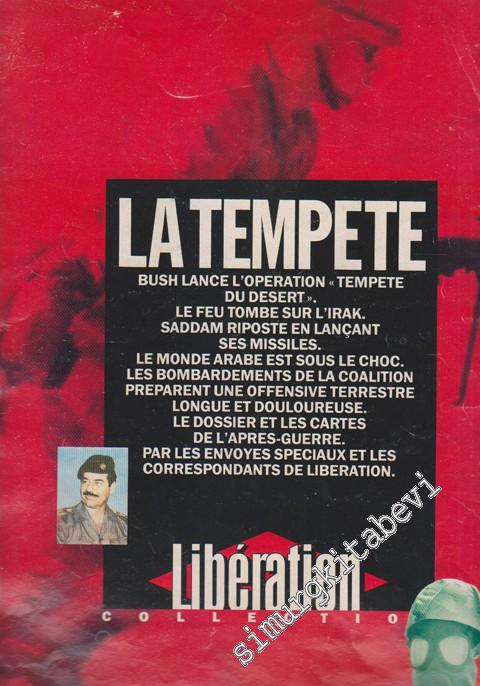 LA TEMPETE
BUSH LANCE L'OPERATION « TEMPETE
DU DESERT ».
LE FEU TOMBE SUR L'IRAK.
SADDAM RIPOSTE EN LANÇANT
SES MISSILES.
LE MONDE ARABE EST SOUS LE CHOC.
LES BOMBARDEMENTS DE LA COALITION
PREPARENT UNE OFFENSIVE TERRESTRE
LONGUE ET DOULOUREUSE.
LE DOSSIER ET LES CARTES
DE L'APRES-GUERRE.
PAR LES ENVOYES SPECIAUX ET LES
CORRESPONDANTS DE LIBERATION.
Libération
COLLECTION
simurgkitabevi